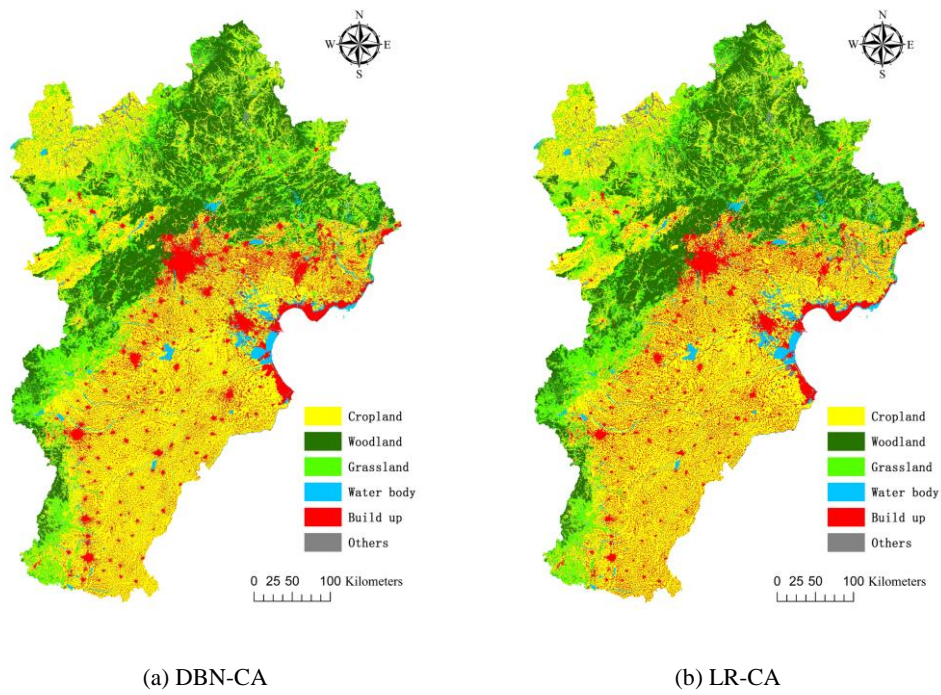 N
W E
S
Cropland
Woodland
Grassland
Water body
Build up
Others
0 25 50 100 Kilometers
(a) DBN-CA
N
W E
S
Cropland
Woodland
Grassland
Water body
Build up
Others
0 25 50 100 Kilometers
(b) LR-CA